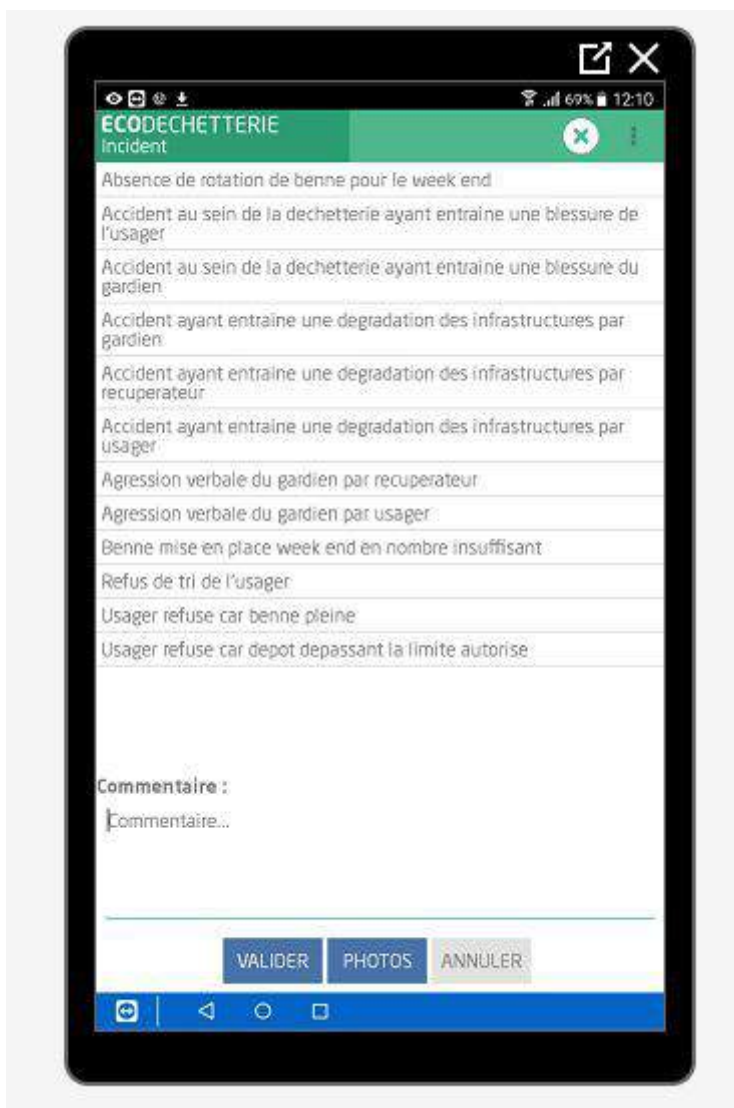 69% 12:10
ECODECHETTERIE
Incident
Absence de rotation de benne pour le week end
Accident au sein de la dechetterie ayant entraine une blessure de
l'usager
Accident au sein de la dechetterie ayant entraine une blessure du
gardien
Accident ayant entraine une degradation des infrastructures par
gardien
Accident ayant entraine une degradation des infrastructures par
recuperateur
Accident ayant entraine une degradation des infrastructures par
usager
Agression verbale du gardien par recuperateur
Agression verbale du gardien par usager
Benne mise en place week end en nombre insuffisant
Refus de tri de l'usager
Usager refuse car benne pleine
Usager refuse car depot depassant la limite autorise
Commentaire :
Commentaire...
VALIDER PHOTOS ANNULER